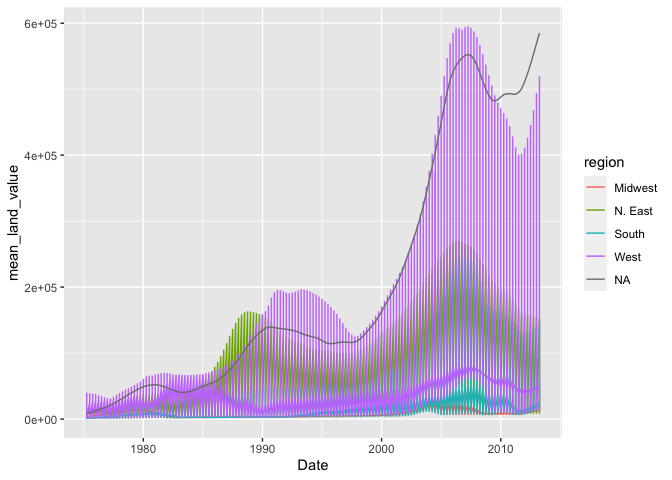 6e+05
4e+05
2e+05
0e+00
mean_land_value
1980
1990
2000
2010
Date
region
Midwest
N. East
South
West
NA